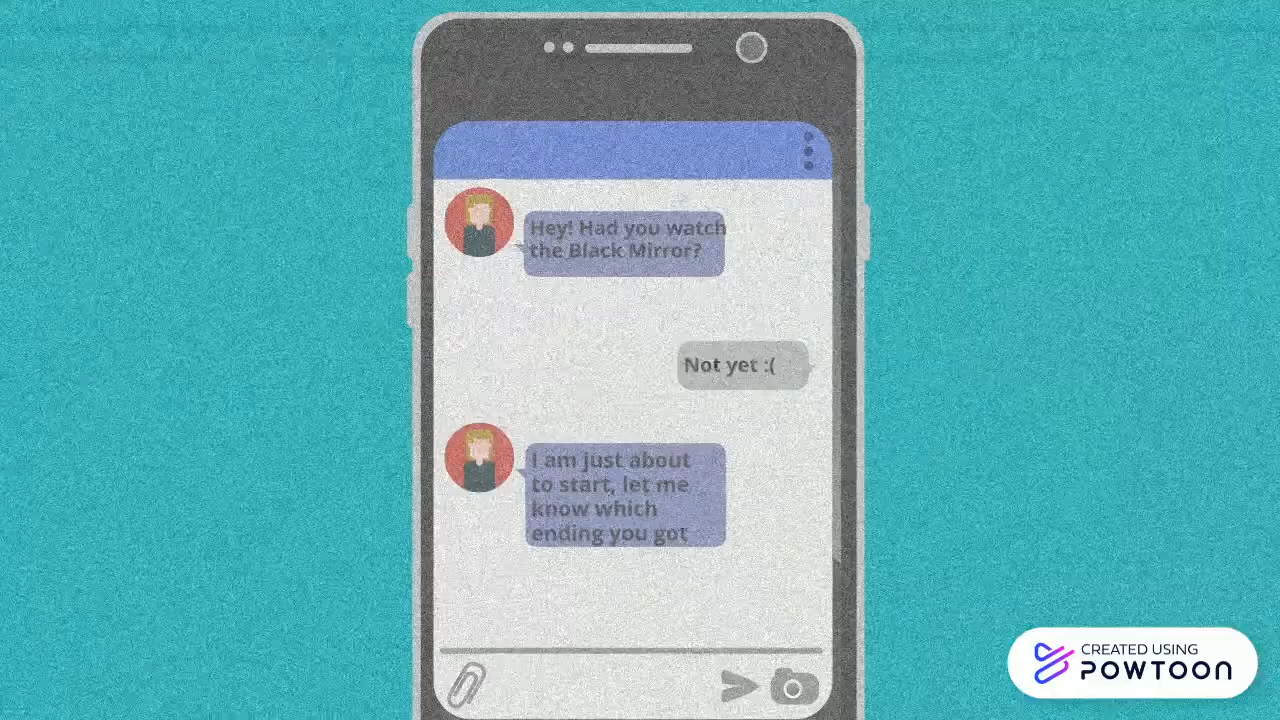 Hey! Had you watch
the Black Mirror?
Not yet :(
I am just about
to start, let me
know which
ending you got
CREATED USING
POWTOON